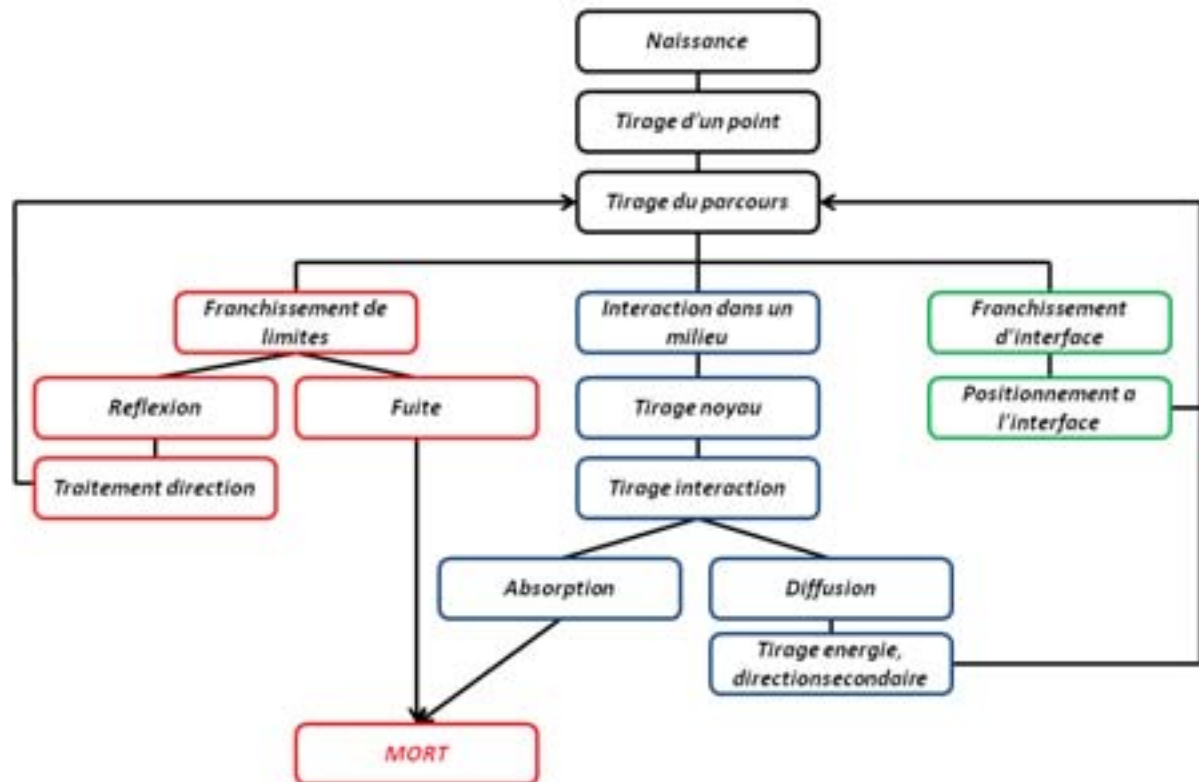 Naissance
Tirage d'un point
Tirage du parcours
Franchissement de
limites
Interaction dans un
milieu
Franchissement
d'interface
Reflexion
Fuite
Tirage noyau
Positionnement a
l'interface
Traitement direction
Tirage interaction
Absorption
Diffusion
Tirage energie,
directionsecondaire
MORT